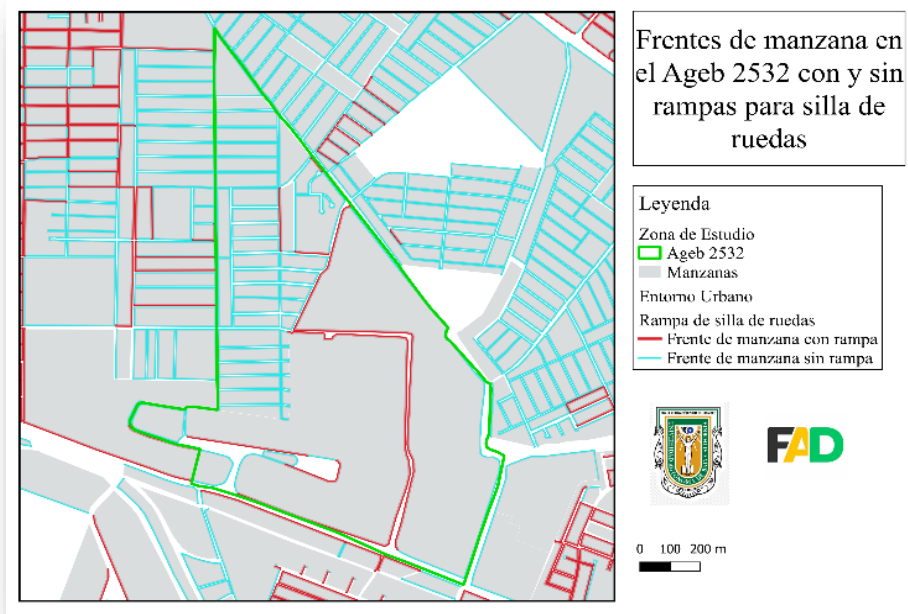 Frentes de manzana en
el Ageb 2532 con y sin
rampas para silla de
ruedas
Leyenda
Zona de Estudio
Ageb 2532
Manzanas
Entorno Urbano
Rampa de silla de ruedas
Frente de manzana con rampa
Frente de manzana sin rampa
FAD
0 100 200 m